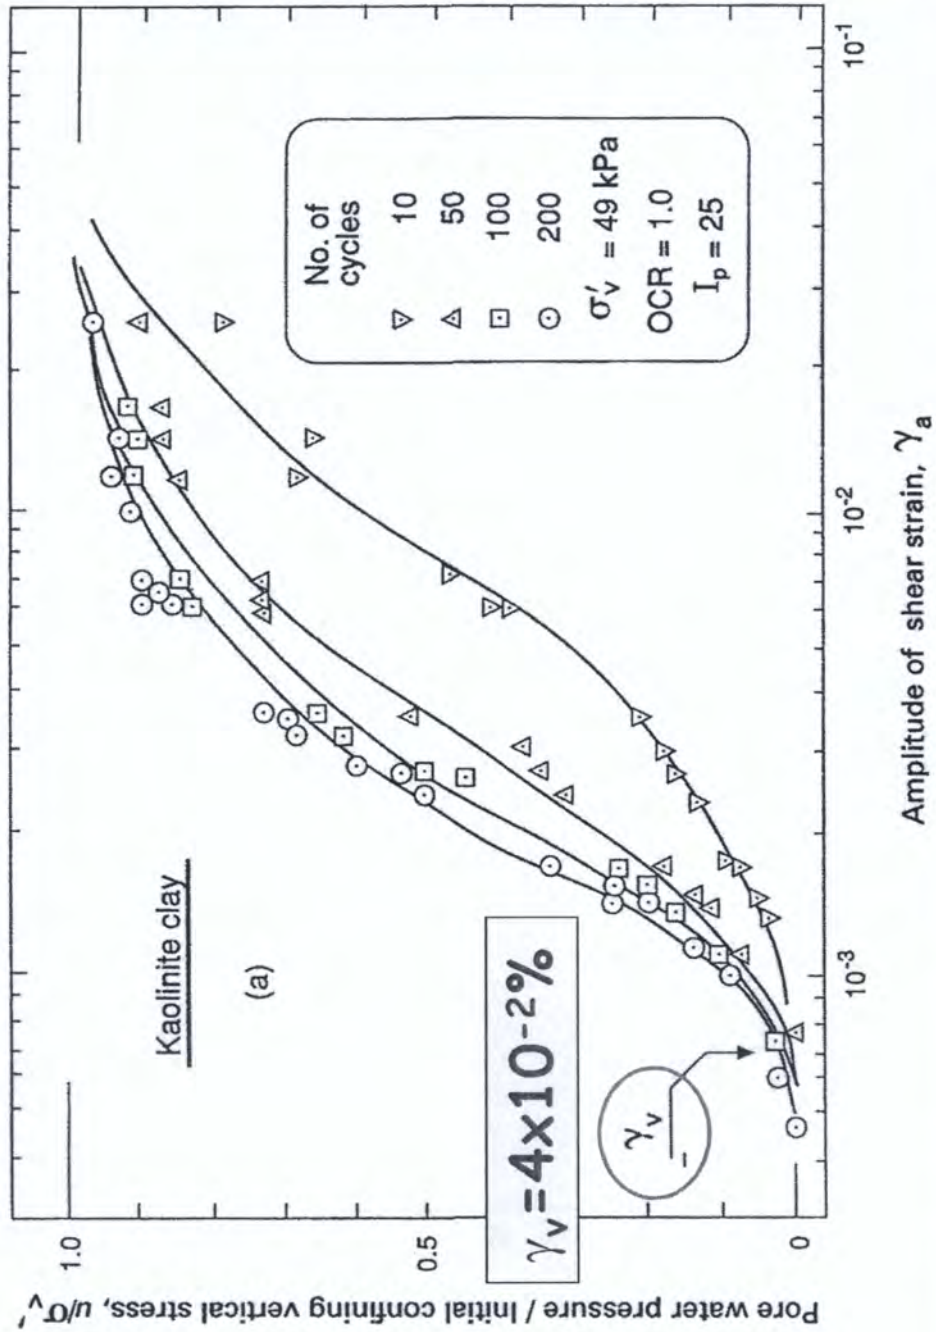 Pore water pressure / Initial confining vertical stress, u/σ′v
1.0
0.5
0
Kaolinite clay
(a)
γv=4x10-2%
γv
No. of
cycles
▽ 10
△ 50
□ 100
○ 200
σ′v = 49 kPa
OCR = 1.0
Ip = 25
10-3
10-2
10-1
Amplitude of shear strain, γa